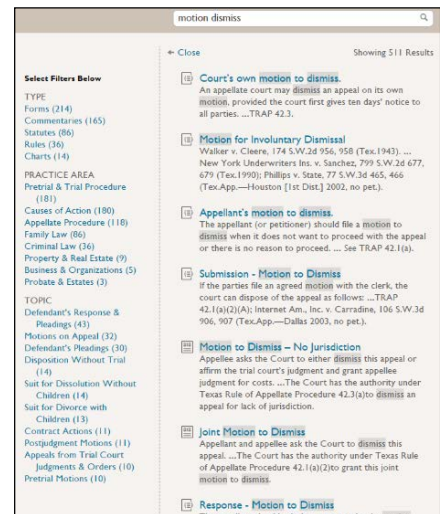 motion dismiss
← Close
Showing 511 Results
Select Filters Below
TYPE
Forms (214)
Commentaries (165)
Statutes (86)
Rules (36)
Charts (14)
PRACTICE AREA
Pretrial & Trial Procedure
(181)
Causes of Action (180)
Appellate Procedure (118)
Family Law (86)
Criminal Law (36)
Property & Real Estate (9)
Business & Organizations (5)
Probate & Estates (3)
TOPIC
Defendant's Response &
Pleadings (43)
Motions on Appeal (32)
Defendant's Pleadings (30)
Disposition Without Trial
(14)
Suit for Dissolution Without
Children (14)
Suit for Divorce with
Children (13)
Contract Actions (11)
Postjudgment Motions (11)
Appeals from Trial Court
Judgments & Orders (10)
Pretrial Motions (10)
Court's own motion to dismiss.
An appellate court may dismiss an appeal on its own
motion, provided the court first gives ten days' notice to
all parties. ...TRAP 42.3.
Motion for Involuntary Dismissal
Walker v. Cleere, 174 S.W.2d 956, 958 (Tex.1943). ...
New York Underwriters Ins. v. Sanchez, 799 S.W.2d 677,
679 (Tex.1990); Phillips v. State, 77 S.W.3d 465, 466
(Tex.App.—Houston [1st Dist.] 2002, no pet.).
Appellant's motion to dismiss.
The appellant (or petitioner) should file a motion to
dismiss when it does not want to proceed with the appeal
or there is no reason to proceed. ... See TRAP 42.1(a).
Submission - Motion to Dismiss
If the parties file an agreed motion with the clerk, the
court can dispose of the appeal as follows: ...TRAP
42.1(a)(2)(A); Internet Am., Inc. v. Carradine, 106 S.W.3d
906, 907 (Tex.App.—Dallas 2003, no pet.).
Motion to Dismiss – No Jurisdiction
Appellee asks the Court to either dismiss this appeal or
affirm the trial court's judgment and grant appellee
judgment for costs. ...The Court has the authority under
Texas Rule of Appellate Procedure 42.3(a)to dismiss an
appeal for lack of jurisdiction.
Joint Motion to Dismiss
Appellant and appellee ask the Court to dismiss this
appeal. ...The Court has the authority under Texas Rule
of Appellate Procedure 42.1(a)(2)to grant this joint
motion to dismiss.
Response - Motion to Dismiss